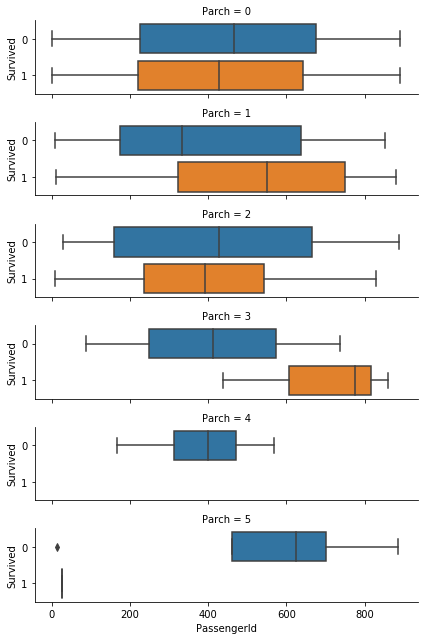 Parch = 0
Survived
0
1
Parch = 1
Survived
0
1
Parch = 2
Survived
0
1
Parch = 3
Survived
0
1
Parch = 4
Survived
0
1
Parch = 5
Survived
0
1
0 200 400 600 800
PassengerId